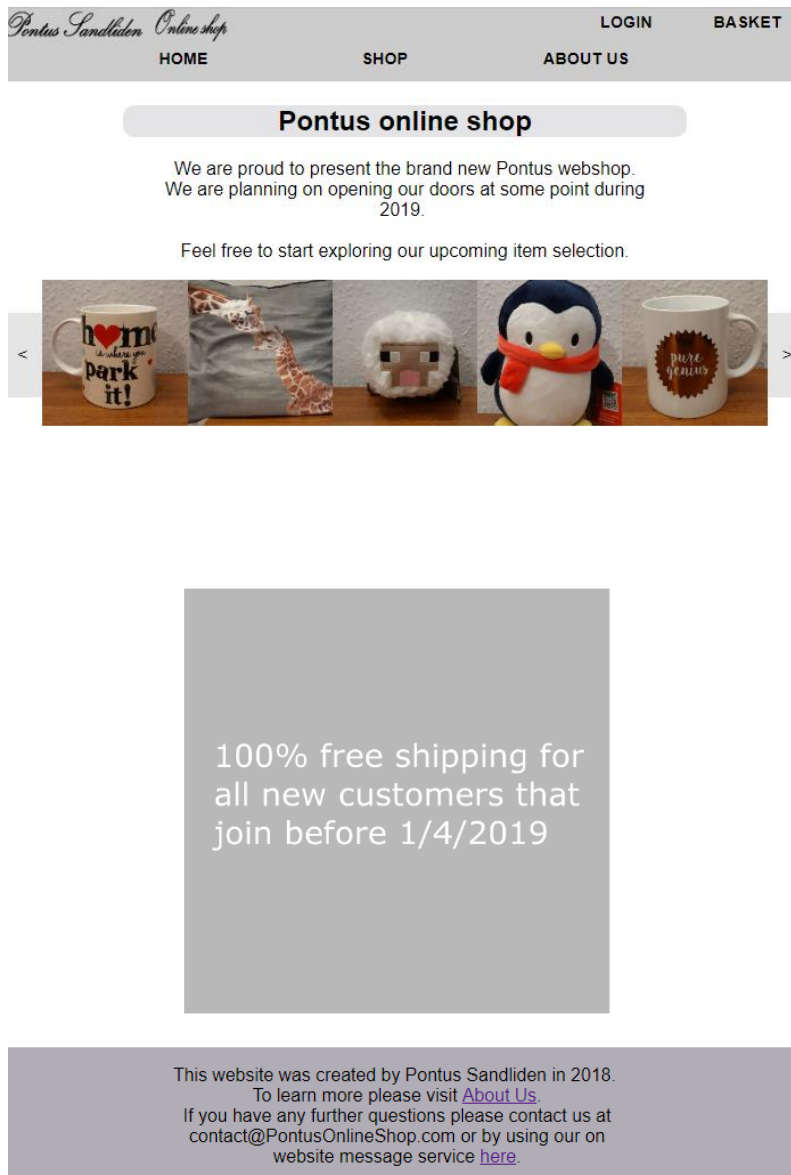 Pontus Sandliden Online shop
LOGIN BASKET
HOME SHOP ABOUT US
Pontus online shop
We are proud to present the brand new Pontus webshop.
We are planning on opening our doors at some point during
2019.
Feel free to start exploring our upcoming item selection.
< >
home
is where you
park
it!
pure
genius
100% free shipping for
all new customers that
join before 1/4/2019
This website was created by Pontus Sandliden in 2018.
To learn more please visit About Us.
If you have any further questions please contact us at
contact@PontusOnlineShop.com or by using our on
website message service here.